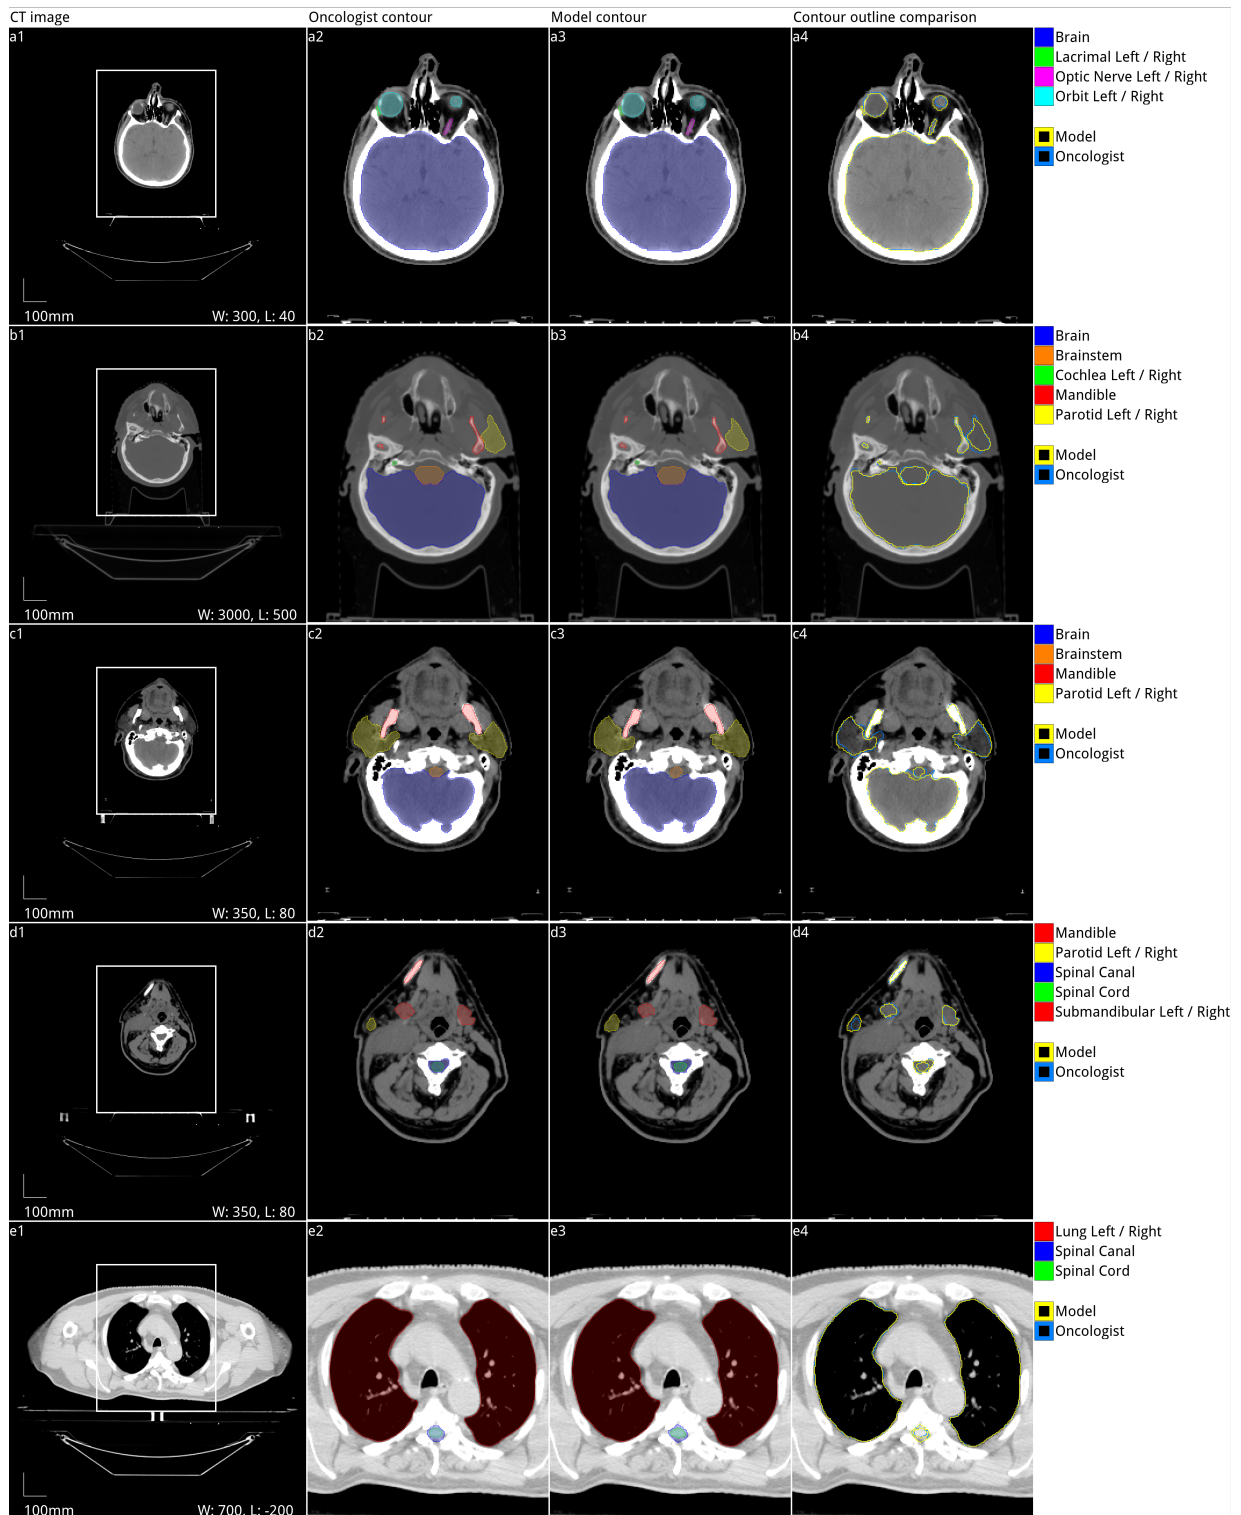 CT image Oncologist contour Model contour Contour outline comparison
a1 a2 a3 a4
Brain
Lacrimal Left / Right
Optic Nerve Left / Right
Orbit Left / Right
Model
Oncologist
100mm W: 300, L: 40
b1 b2 b3 b4
Brain
Brainstem
Cochlea Left / Right
Mandible
Parotid Left / Right
Model
Oncologist
100mm W: 3000, L: 500
c1 c2 c3 c4
Brain
Brainstem
Mandible
Parotid Left / Right
Model
Oncologist
100mm W: 350, L: 80
d1 d2 d3 d4
Mandible
Parotid Left / Right
Spinal Canal
Spinal Cord
Submandibular Left / Right
Model
Oncologist
100mm W: 350, L: 80
e1 e2 e3 e4
Lung Left / Right
Spinal Canal
Spinal Cord
Model
Oncologist
100mm W: 700, L: -200